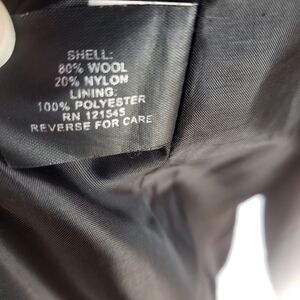 SHELL:
80% WOOL
20% NYLON
LINING:
100% POLYESTER
RN 121545
REVERSE FOR CARE